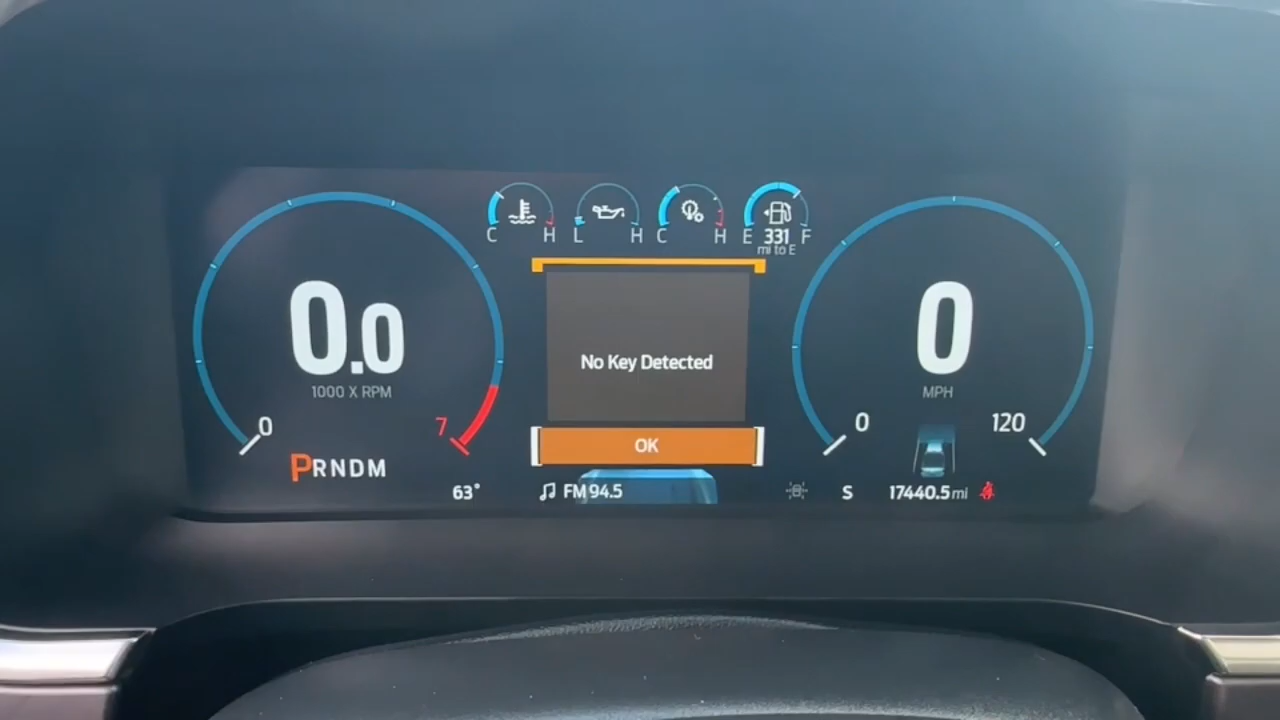 C H L H C H E 331 F
mi to E
0.0
1000 X RPM
0 7
PRNDM
63°
No Key Detected
OK
FM 94.5
0
MPH
0 120
S
17440.5 mi